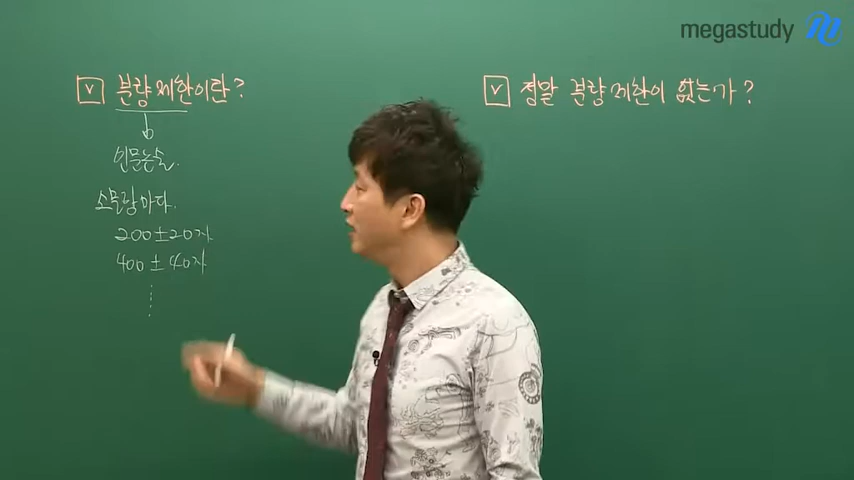 megastudy
v 분량 제한이란?
인문논술.
소문항마다.
200±20자
400±40자
v 정말 분량 제한이 없는가?